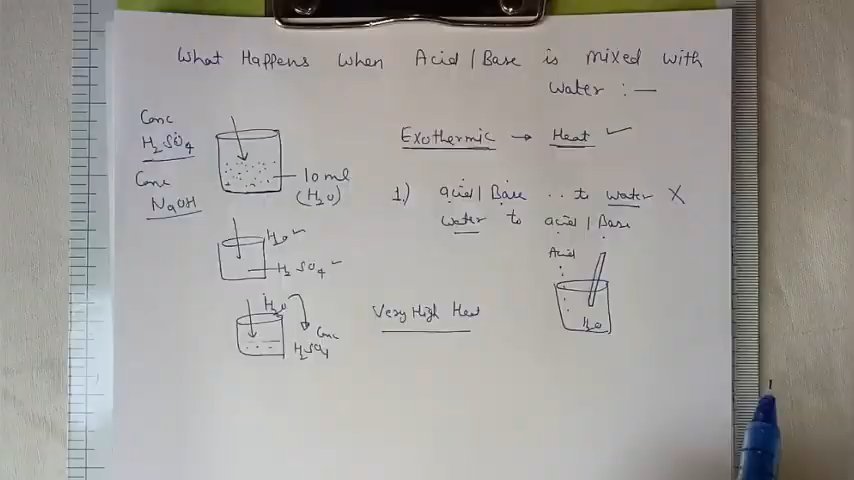 What Happens When Acid / Base is mixed with
water : —
Conc
H2SO4
Conc
NaOH
10 ml
(H2O)
Exothermic → Heat ✓
1.) acid / Base .. to water X
water to acid / Base
H2O ✓
H2SO4 ✓
H2O
Conc
H2SO4
Very High Heat
Acid
H2O